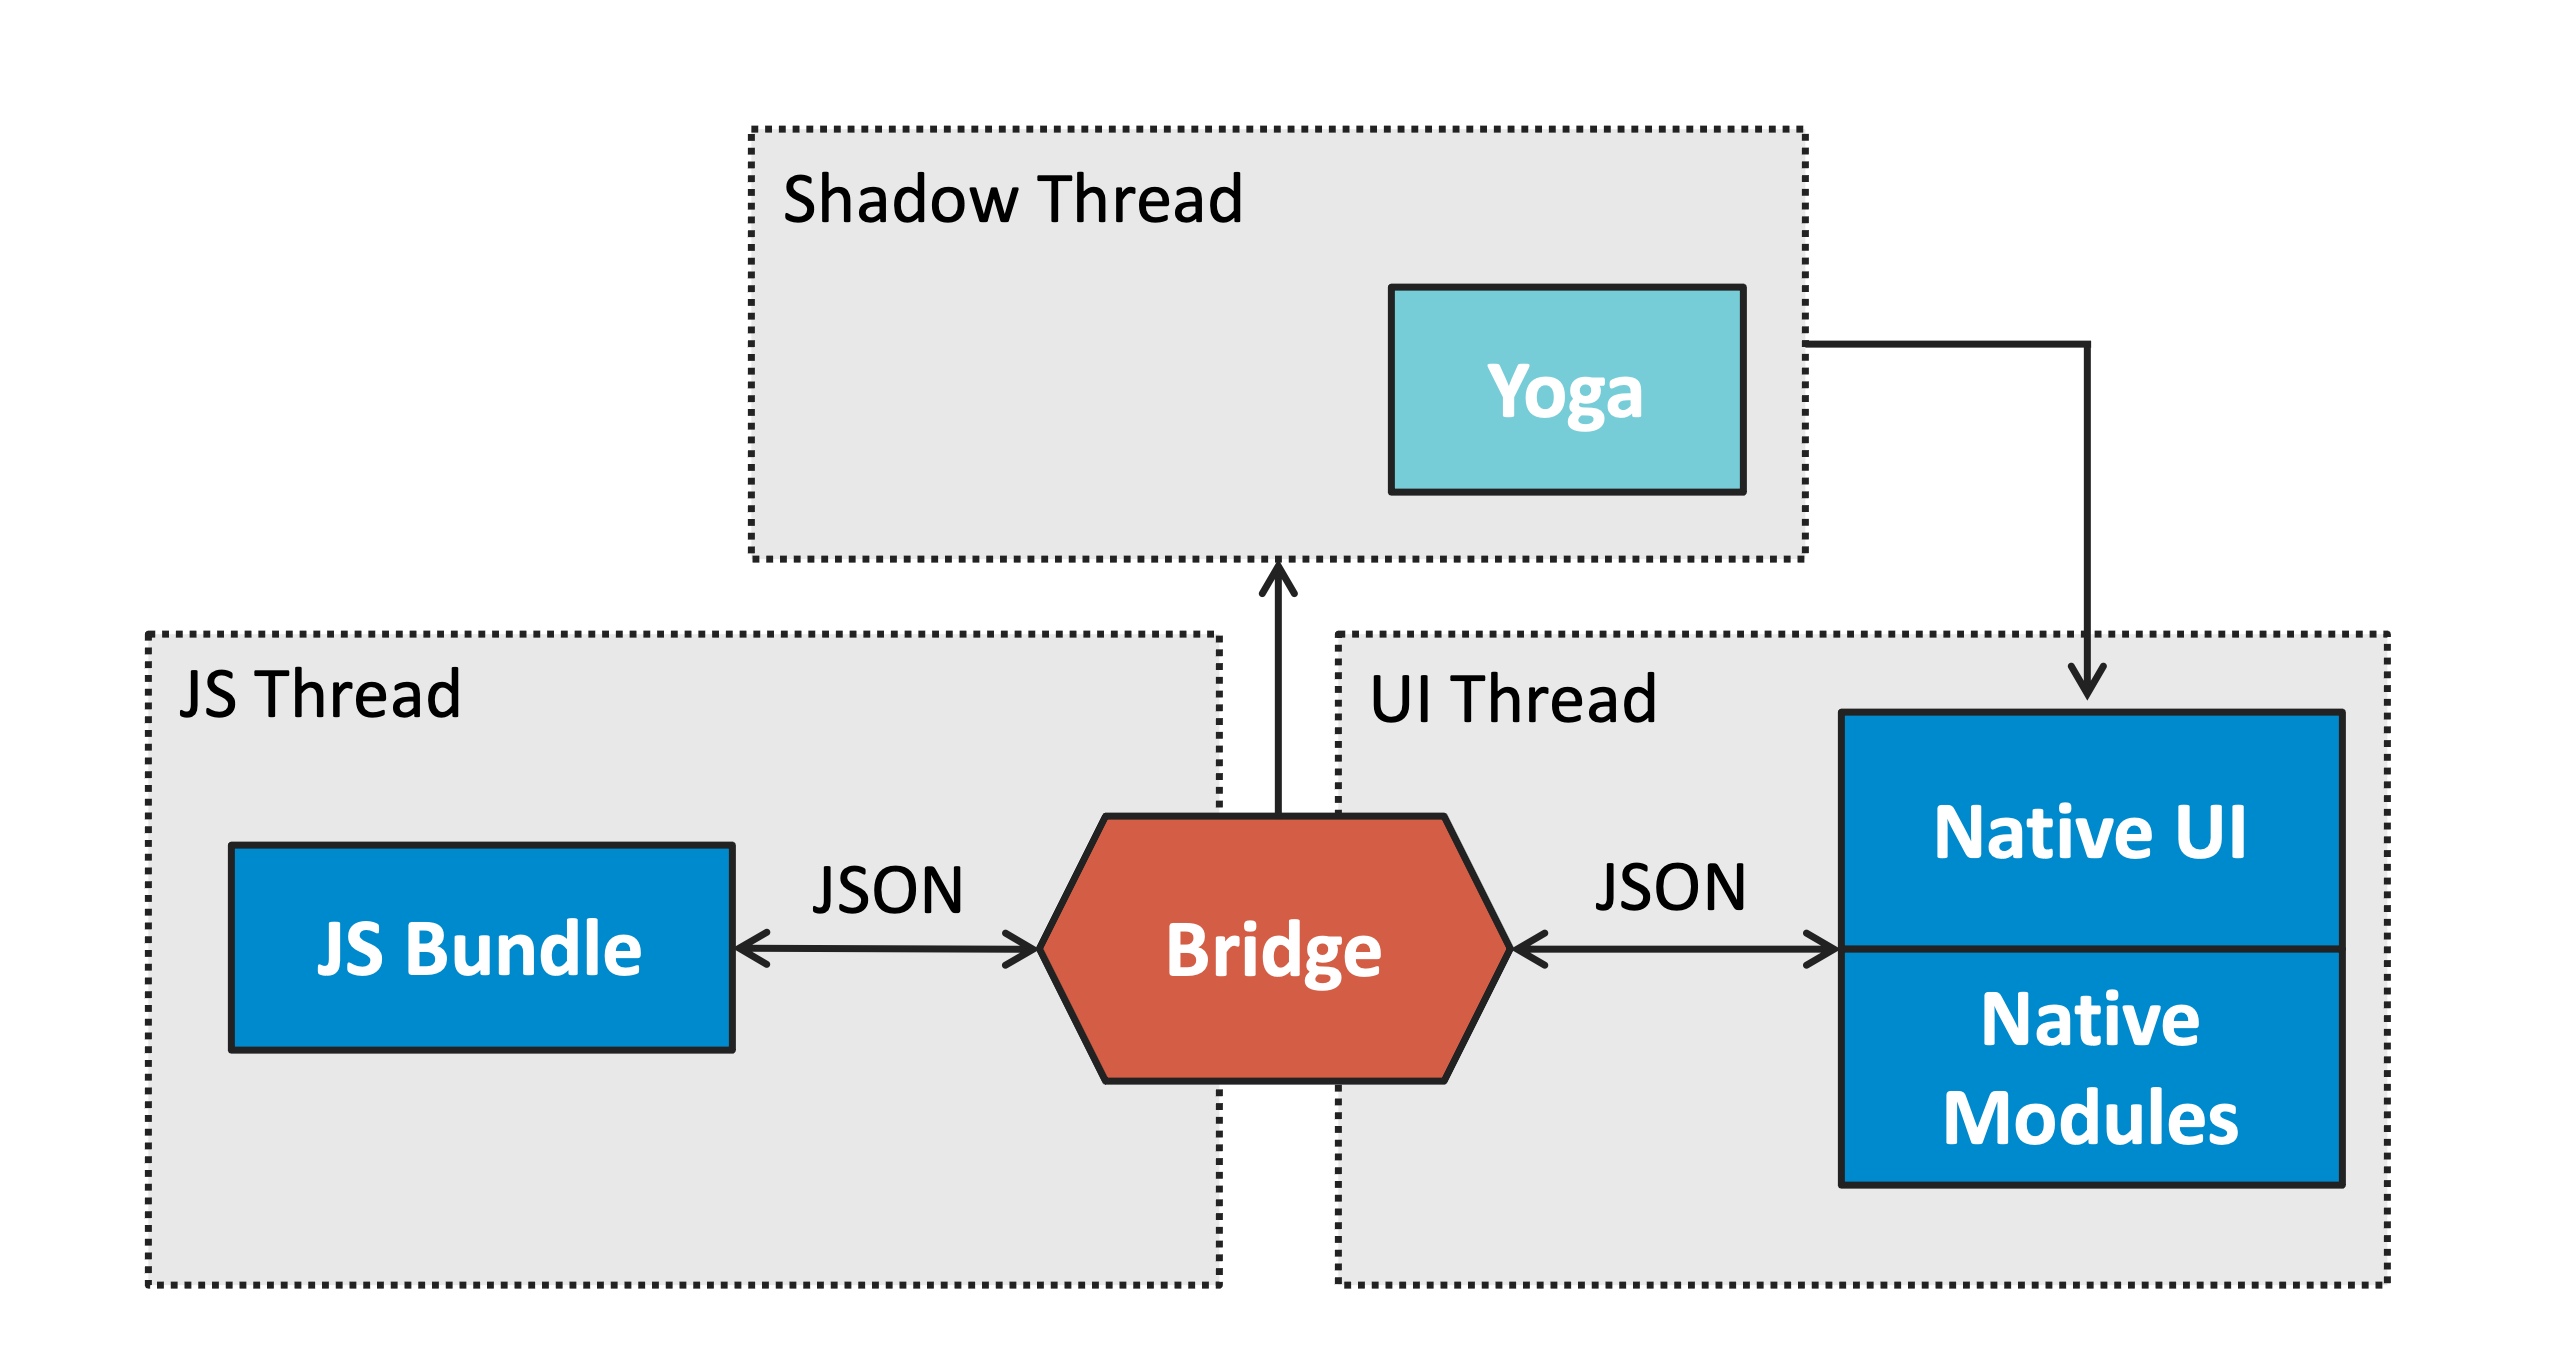 Shadow Thread
Yoga
JS Thread
UI Thread
JS Bundle
JSON
Bridge
JSON
Native UI
Native
Modules